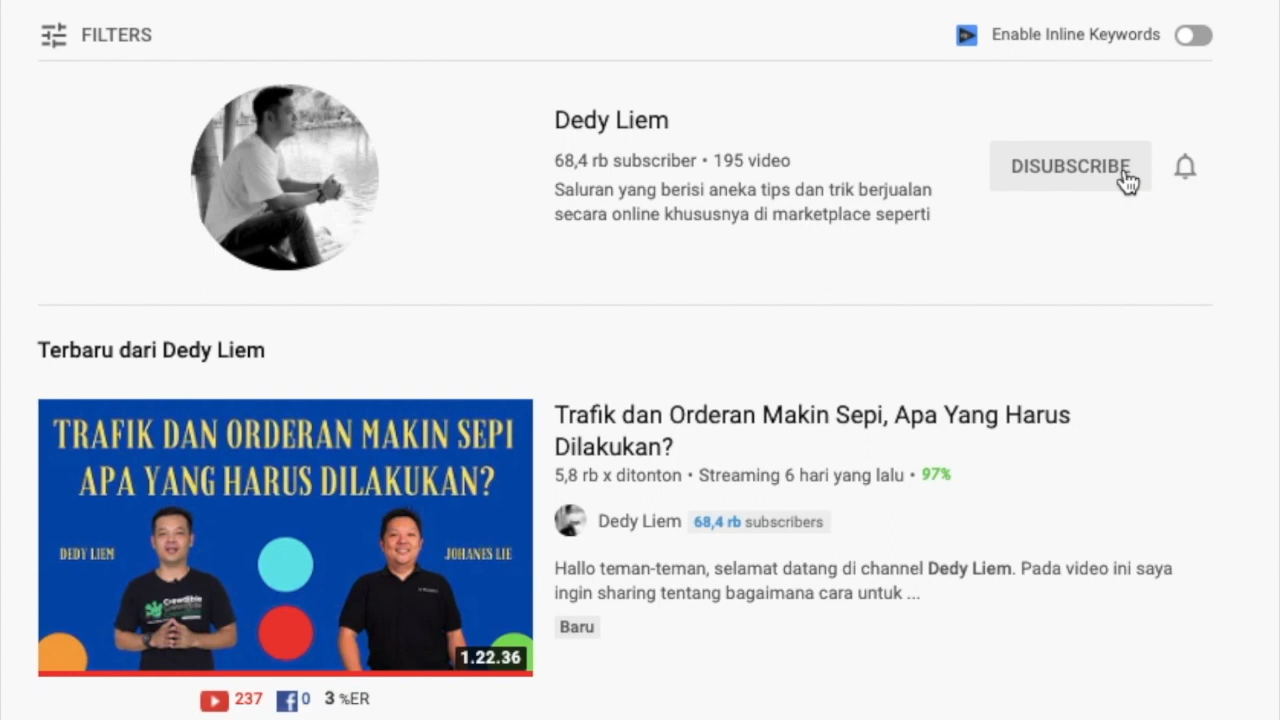 FILTERS
Enable Inline Keywords
Dedy Liem
68,4 rb subscriber • 195 video
Saluran yang berisi aneka tips dan trik berjualan
secara online khususnya di marketplace seperti
DISUBSCRIBE
Terbaru dari Dedy Liem
TRAFIK DAN ORDERAN MAKIN SEPI
APA YANG HARUS DILAKUKAN?
DEDY LIEM
JOHANES LIE
Crowdible
1.22.36
237
0
3 %ER
Trafik dan Orderan Makin Sepi, Apa Yang Harus
Dilakukan?
5,8 rb x ditonton • Streaming 6 hari yang lalu • 97%
Dedy Liem 68,4 rb subscribers
Hallo teman-teman, selamat datang di channel Dedy Liem. Pada video ini saya
ingin sharing tentang bagaimana cara untuk ...
Baru